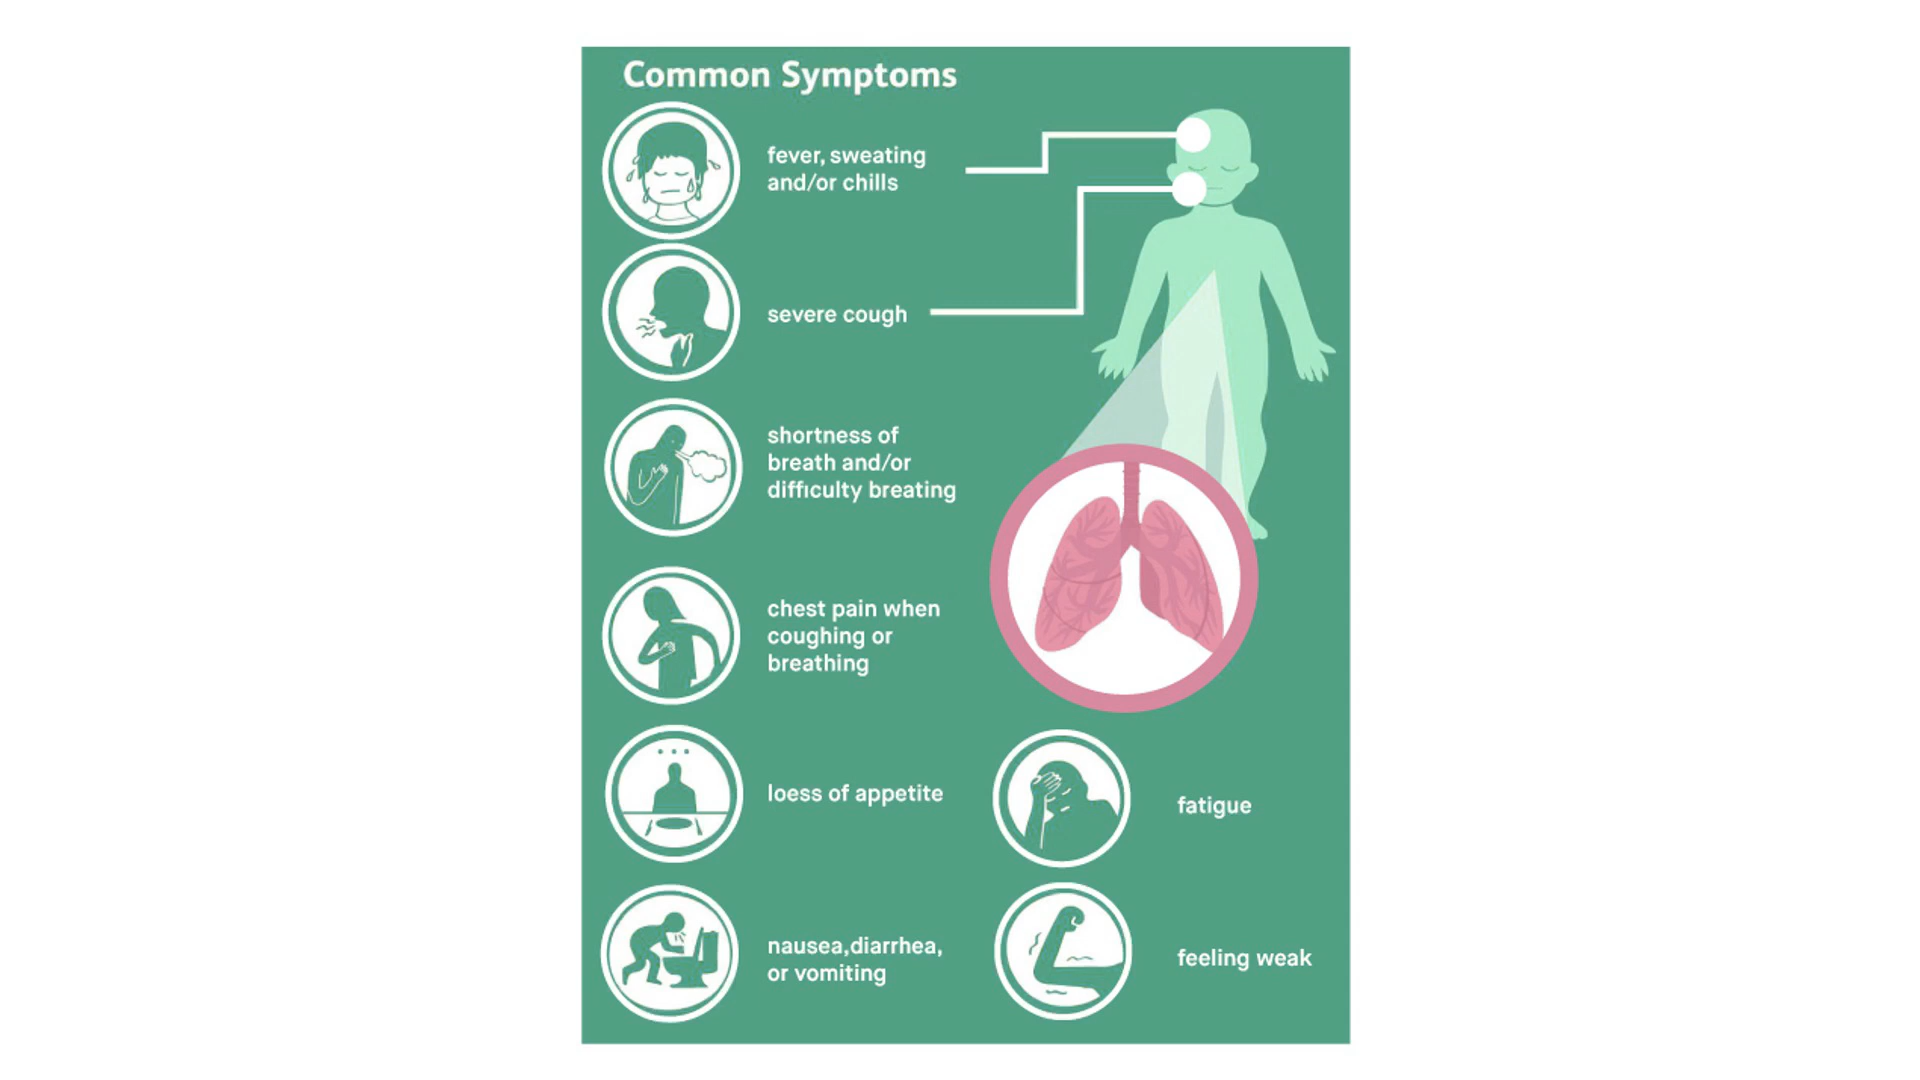 Common Symptoms
fever, sweating
and/or chills
severe cough
shortness of
breath and/or
difficulty breating
chest pain when
coughing or
breathing
loess of appetite
fatigue
nausea,diarrhea,
or vomiting
feeling weak